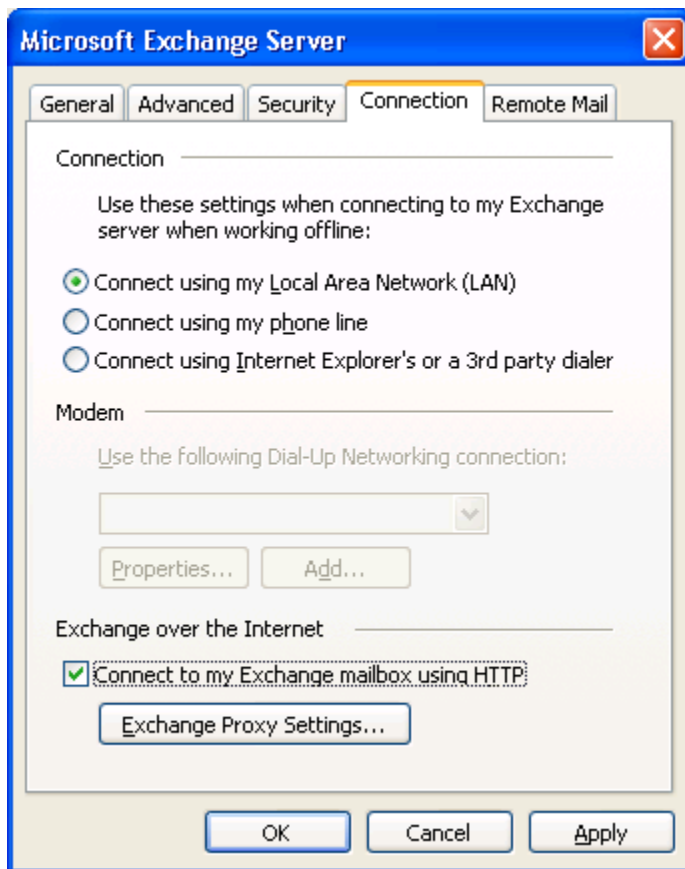 Microsoft Exchange Server
General Advanced Security Connection Remote Mail
Connection
Use these settings when connecting to my Exchange
server when working offline:
Connect using my Local Area Network (LAN)
Connect using my phone line
Connect using Internet Explorer's or a 3rd party dialer
Modem
Use the following Dial-Up Networking connection:
Properties... Add...
Exchange over the Internet
Connect to my Exchange mailbox using HTTP
Exchange Proxy Settings...
OK Cancel Apply